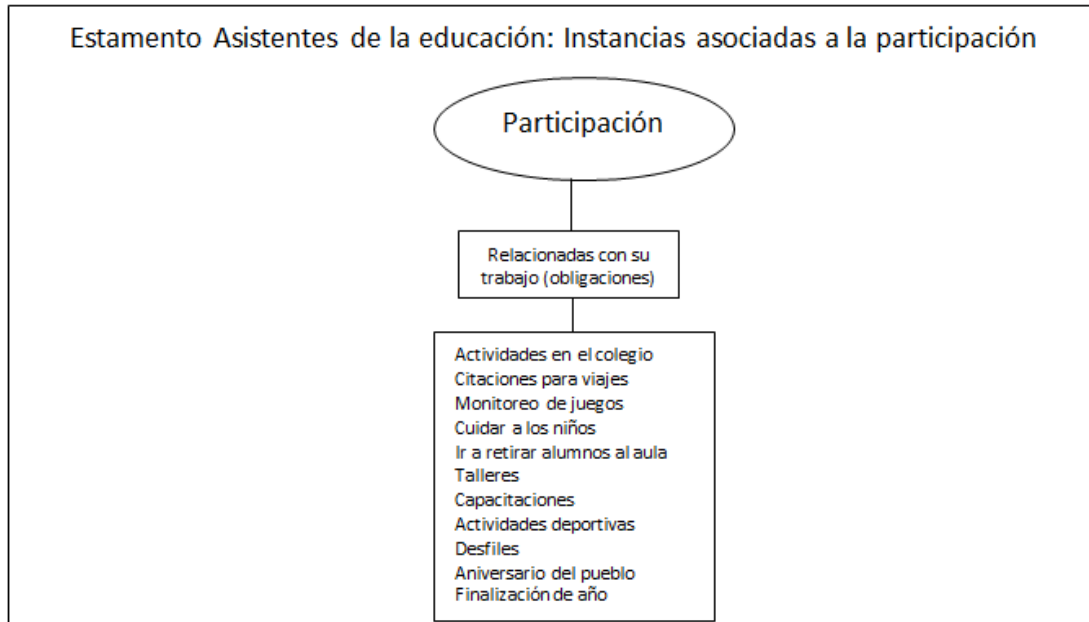 Estamento Asistentes de la educación: Instancias asociadas a la participación
Participación
Relacionadas con su
trabajo (obligaciones)
Actividades en el colegio
Citaciones para viajes
Monitoreo de juegos
Cuidar a los niños
Ir a retirar alumnos al aula
Talleres
Capacitaciones
Actividades deportivas
Desfiles
Aniversario del pueblo
Finalización de año